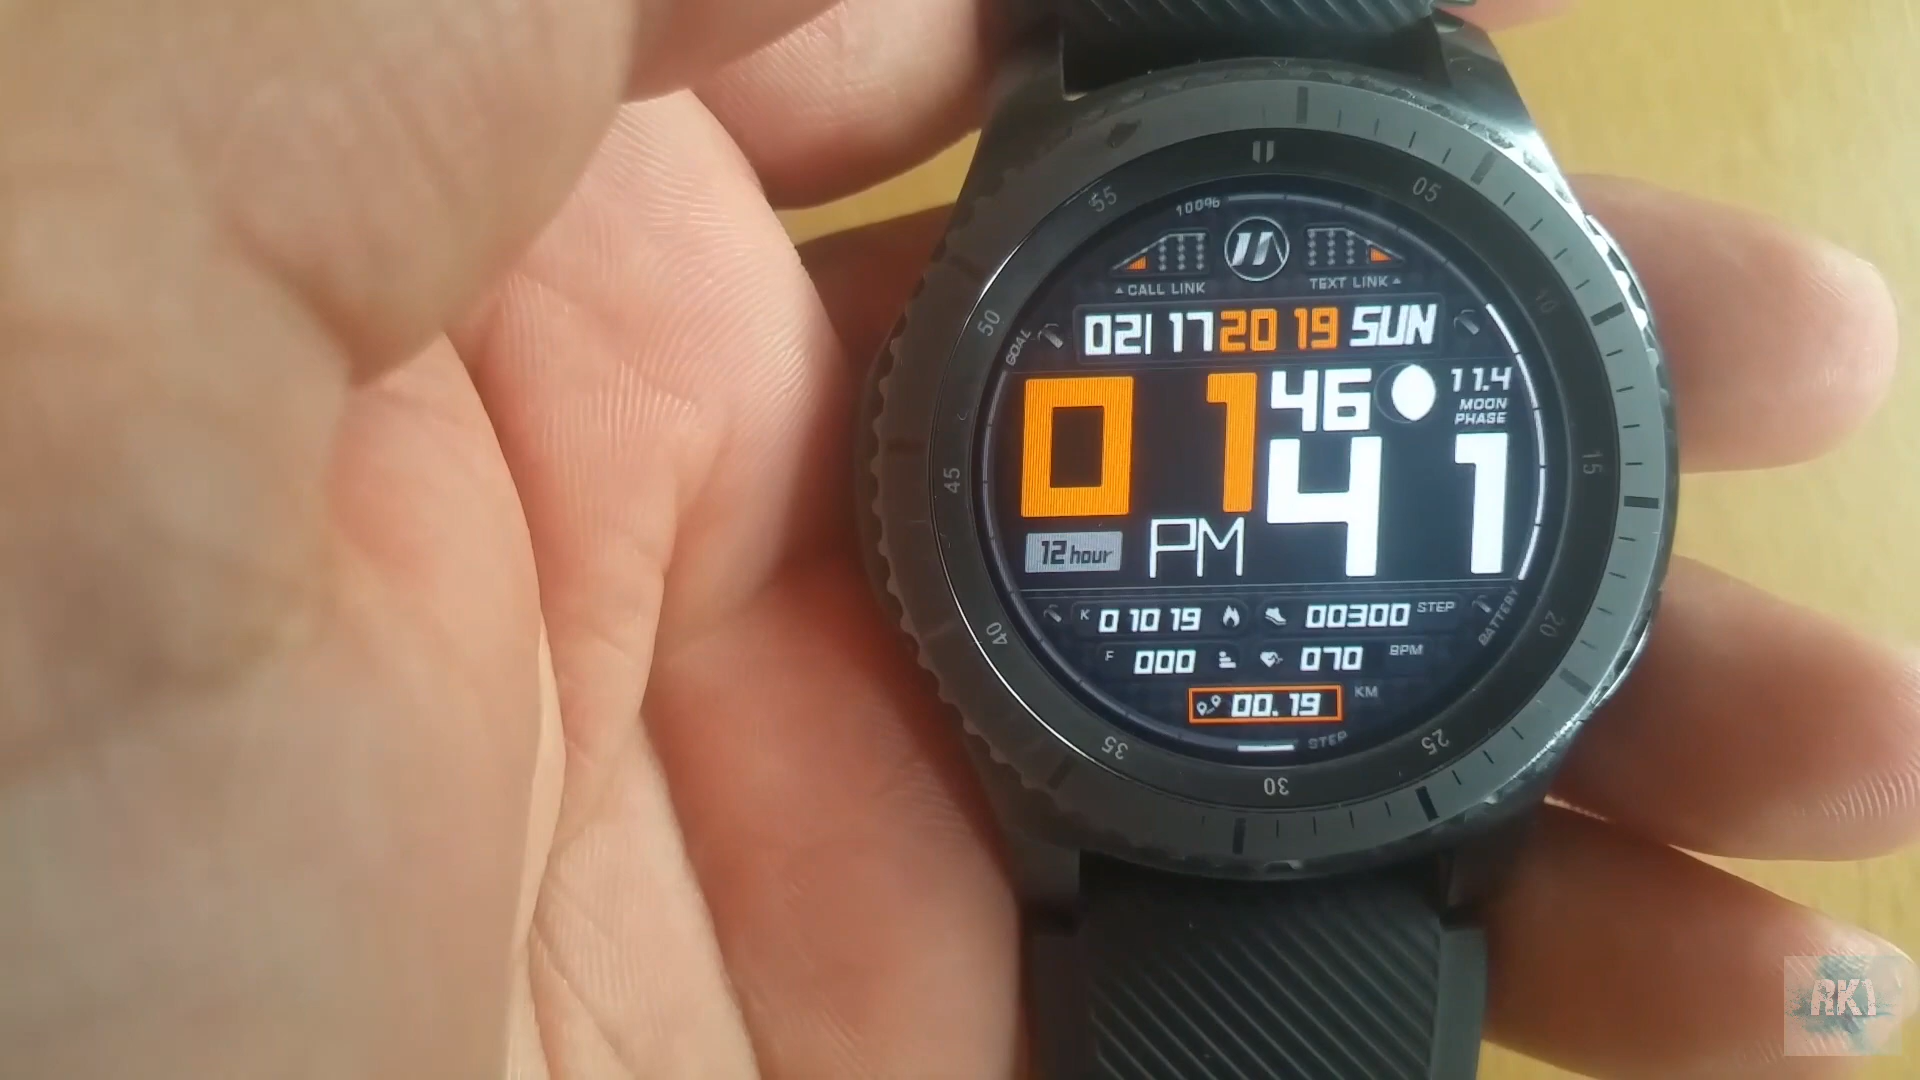 05
55
100%
CALL LINK
TEXT LINK
10
50
GOAL
02| 17 20 19 SUN
01 46 11.4
MOON
PHASE
41
45
15
12 hour PM
K 0 10 19 00300 STEP
BATTERY
20
40
F 000 070 BPM
00. 19 KM
STEP
35
25
30
RK1